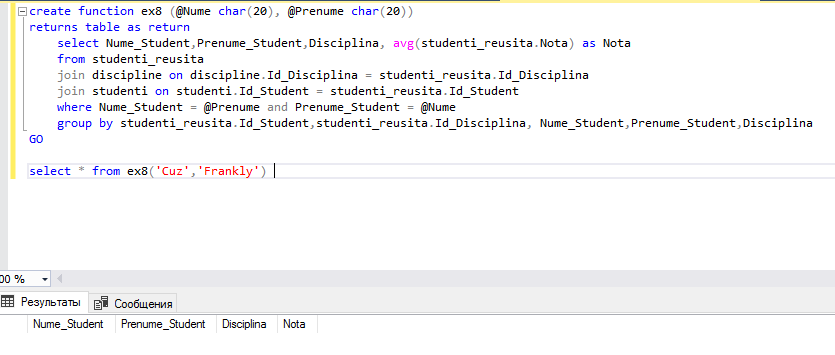 create function ex8 (@Nume char(20), @Prenume char(20))
returns table as return
select Nume_Student,Prenume_Student,Disciplina, avg(studenti_reusita.Nota) as Nota
from studenti_reusita
join discipline on discipline.Id_Disciplina = studenti_reusita.Id_Disciplina
join studenti on studenti.Id_Student = studenti_reusita.Id_Student
where Nume_Student = @Prenume and Prenume_Student = @Nume
group by studenti_reusita.Id_Student,studenti_reusita.Id_Disciplina, Nume_Student,Prenume_Student,Disciplina
GO
select * from ex8('Cuz','Frankly')
00 %
Результаты Сообщения
Nume_Student Prenume_Student Disciplina Nota